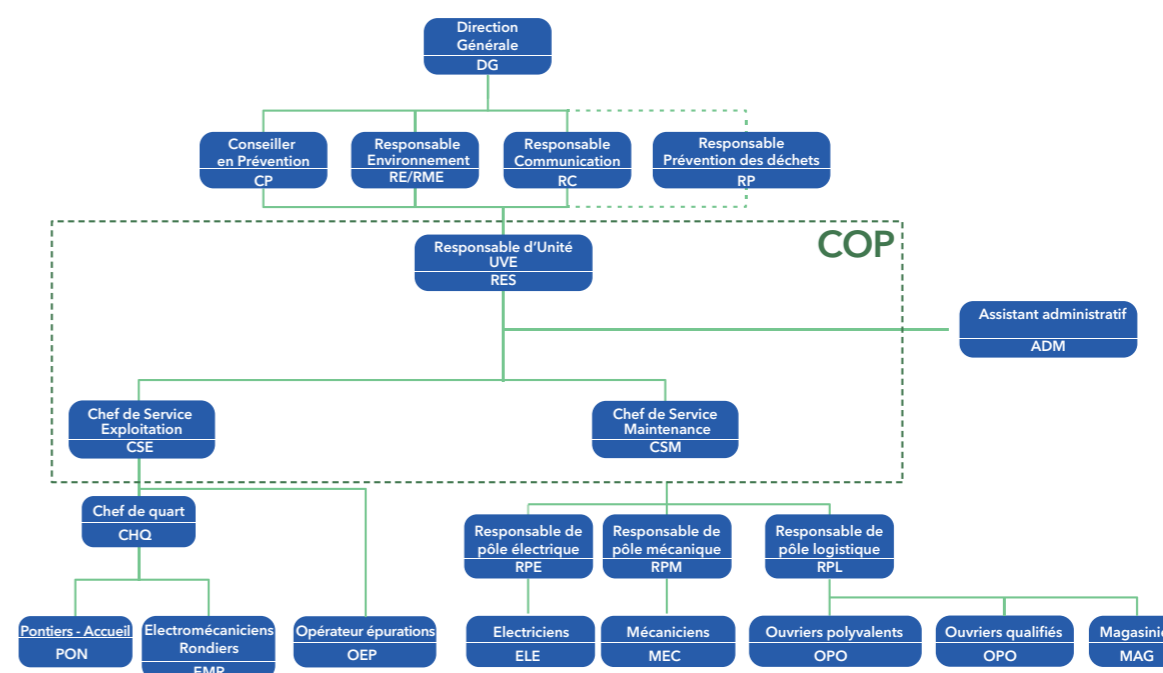 Direction
Générale
DG
Conseiller
en Prévention
CP
Responsable
Environnement
RE/RME
Responsable
Communication
RC
Responsable
Prévention des déchets
RP
COP
Responsable d'Unité
UVE
RES
Assistant administratif
ADM
Chef de Service
Exploitation
CSE
Chef de Service
Maintenance
CSM
Chef de quart
CHQ
Responsable de
pôle électrique
RPE
Responsable de
pôle mécanique
RPM
Responsable de
pôle logistique
RPL
Pontiers - Accueil
PON
Electromécaniciens
Rondiers
EMR
Opérateur épurations
OEP
Electriciens
ELE
Mécaniciens
MEC
Ouvriers polyvalents
OPO
Ouvriers qualifiés
OPO
MAG